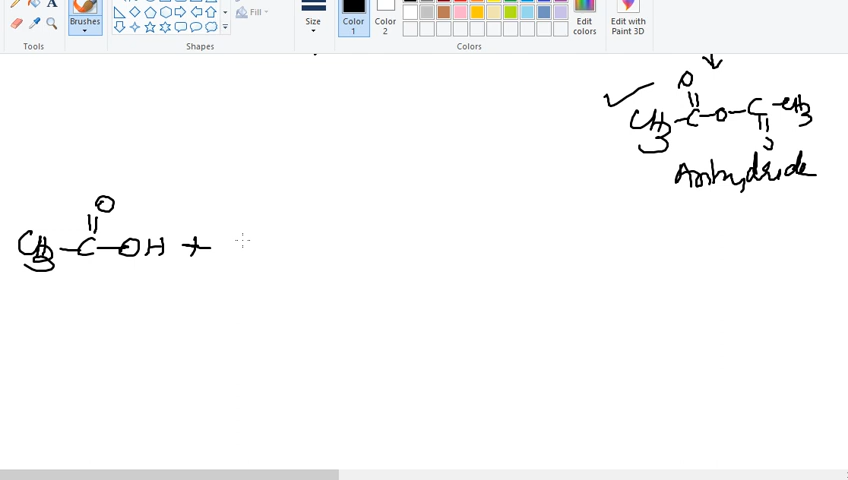 Brushes
Fill
Size
Color
1
Color
2
Edit
colors
Edit with
Paint 3D
Tools
Shapes
Colors
O
CH3-C-O-C-CH3
O
Anhydride
O
CH3-C-OH +